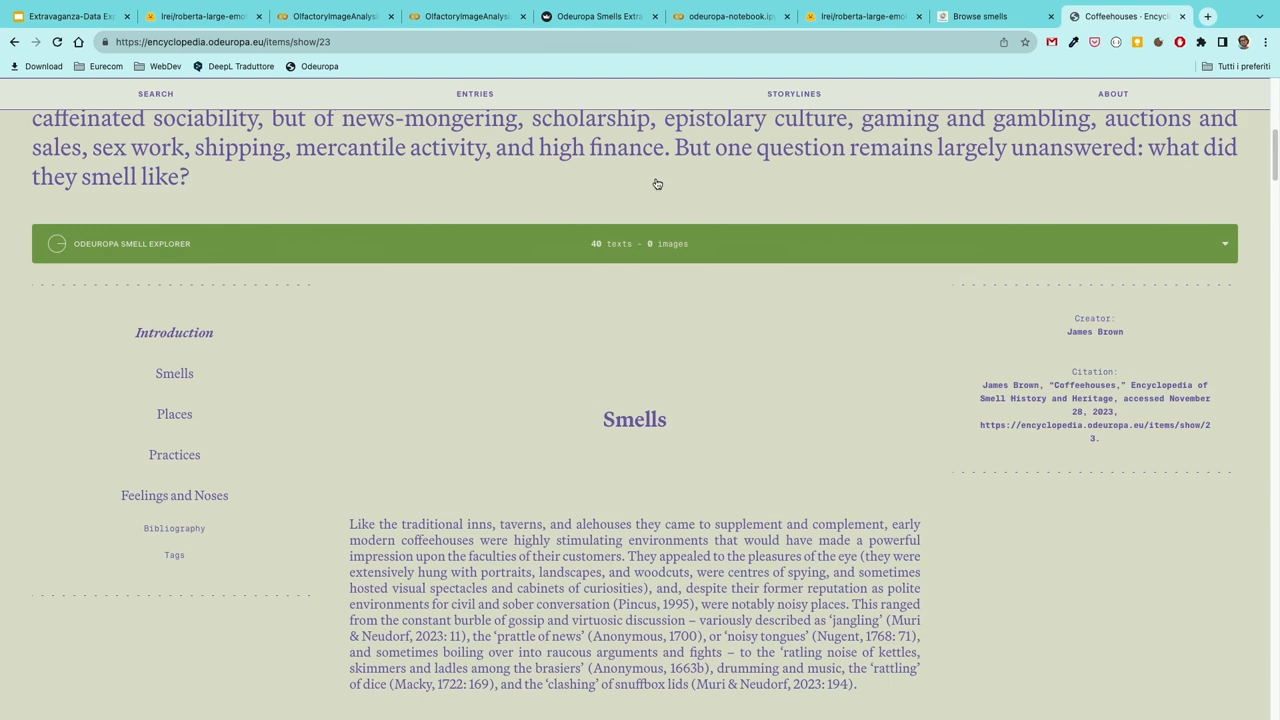 Extravaganza-Data Exp
lrei/roberta-large-emo
OlfactoryImageAnalys
OlfactoryImageAnalys
Odeuropa Smells Extra
odeuropa-notebook.ip
lrei/roberta-large-emo
Browse smells
Coffeehouses · Encycl
https://encyclopedia.odeuropa.eu/items/show/23
Download
Eurecom
WebDev
DeepL Traduttore
Odeuropa
Tutti i preferiti
SEARCH
ENTRIES
STORYLINES
ABOUT
caffeinated sociability, but of news-mongering, scholarship, epistolary culture, gaming and gambling, auctions and
sales, sex work, shipping, mercantile activity, and high finance. But one question remains largely unanswered: what did
they smell like?
ODEUROPA SMELL EXPLORER
40 texts - 0 images
Introduction
Smells
Places
Practices
Feelings and Noses
Bibliography
Tags
Smells
Like the traditional inns, taverns, and alehouses they came to supplement and complement, early
modern coffeehouses were highly stimulating environments that would have made a powerful
impression upon the faculties of their customers. They appealed to the pleasures of the eye (they were
extensively hung with portraits, landscapes, and woodcuts, were centres of spying, and sometimes
hosted visual spectacles and cabinets of curiosities), and, despite their former reputation as polite
environments for civil and sober conversation (Pincus, 1995), were notably noisy places. This ranged
from the constant burble of gossip and virtuosic discussion – variously described as ‘jangling’ (Muri
& Neudorf, 2023: 11), the ‘prattle of news’ (Anonymous, 1700), or ‘noisy tongues’ (Nugent, 1768: 71),
and sometimes boiling over into raucous arguments and fights – to the ‘ratling noise of kettles,
skimmers and ladles among the brasiers’ (Anonymous, 1663b), drumming and music, the ‘rattling’
of dice (Macky, 1722: 169), and the ‘clashing’ of snuffbox lids (Muri & Neudorf, 2023: 194).
Creator:
James Brown
Citation:
James Brown, “Coffeehouses,” Encyclopedia of
Smell History and Heritage, accessed November
28, 2023,
https://encyclopedia.odeuropa.eu/items/show/2
3.